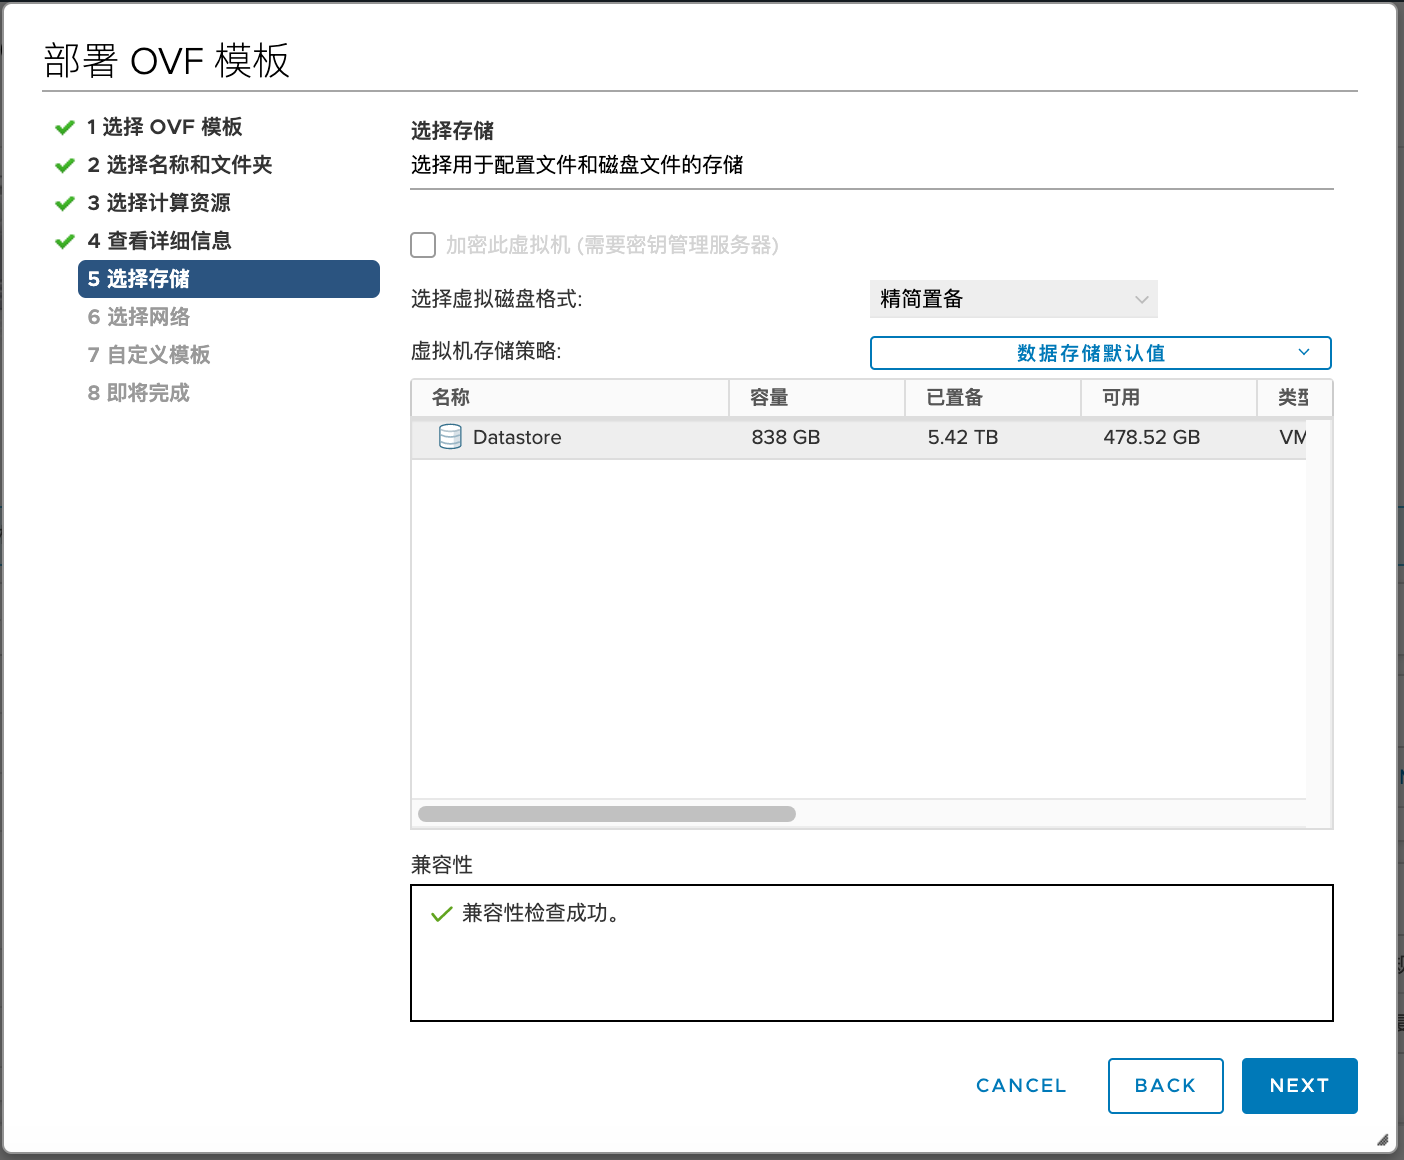 部署 OVF 模板
1 选择 OVF 模板
2 选择名称和文件夹
3 选择计算资源
4 查看详细信息
5 选择存储
6 选择网络
7 自定义模板
8 即将完成
选择存储
选择用于配置文件和磁盘文件的存储
加密此虚拟机 (需要密钥管理服务器)
选择虚拟磁盘格式: 精简置备
虚拟机存储策略: 数据存储默认值
名称 容量 已置备 可用 类型
Datastore 838 GB 5.42 TB 478.52 GB VM
兼容性
兼容性检查成功。
CANCEL BACK NEXT